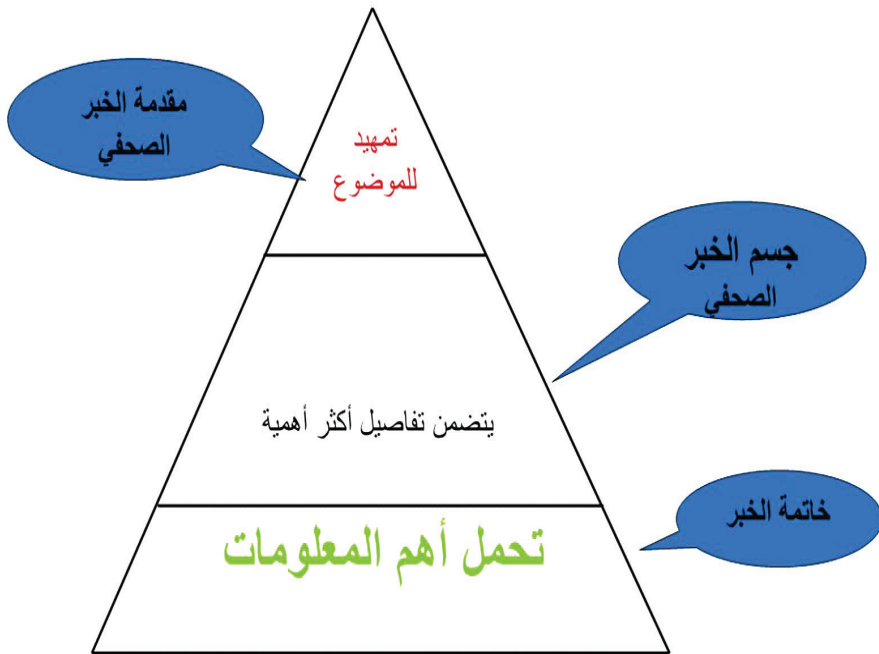 مقدمة الخبر
الصحفي
تمهيد
للموضوع
جسم الخبر
الصحفي
يتضمن تفاصيل أكثر أهمية
خاتمة الخبر
تحمل أهم المعلومات